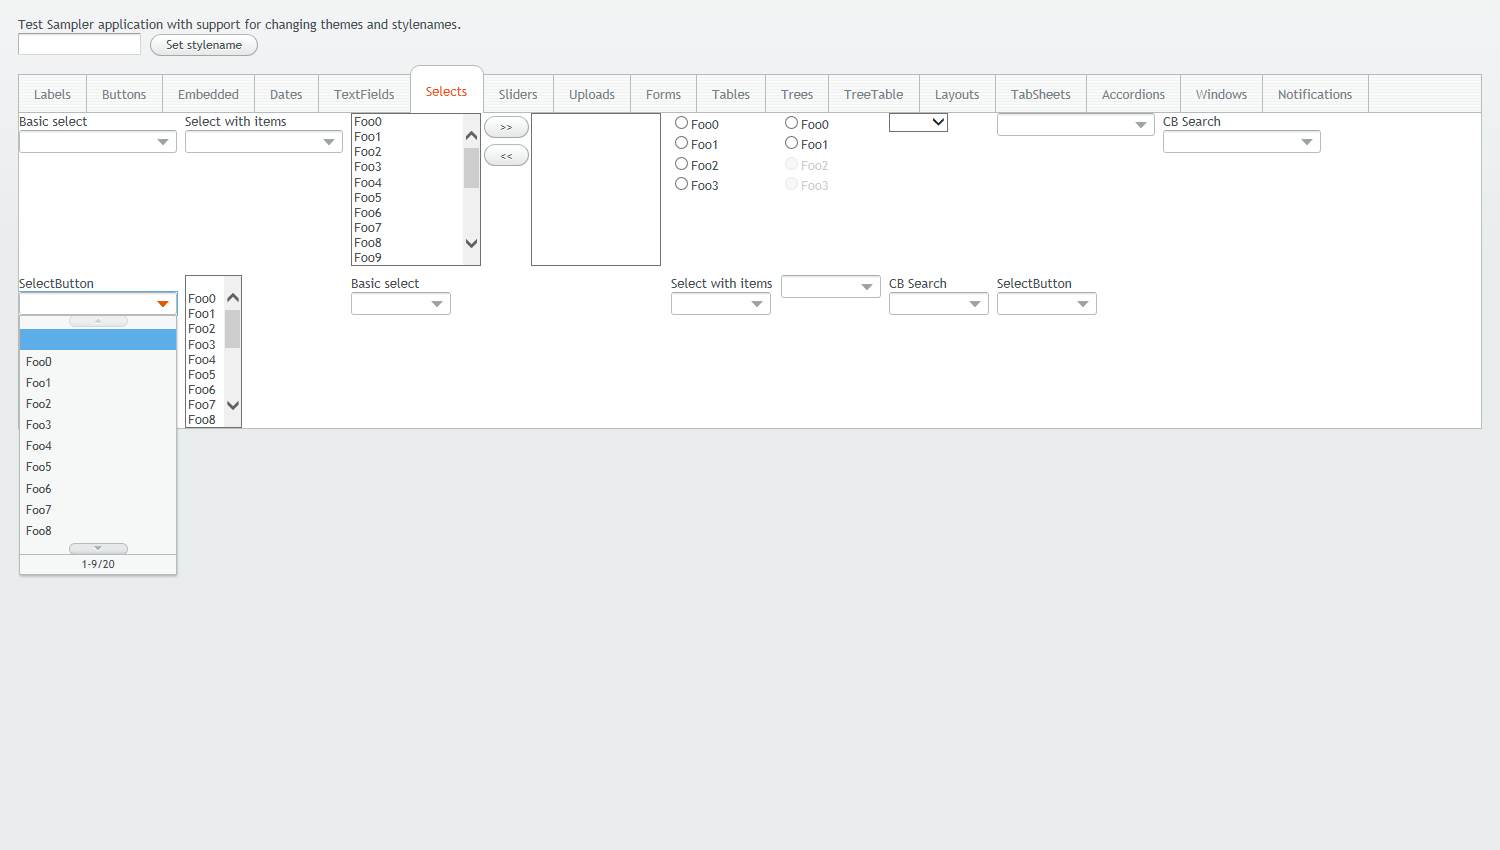 Test Sampler application with support for changing themes and stylenames.
Set stylename
Labels Buttons Embedded Dates TextFields Selects Sliders Uploads Forms Tables Trees TreeTable Layouts TabSheets Accordions Windows Notifications
Basic select
Select with items
Foo0
Foo1
Foo2
Foo3
Foo4
Foo5
Foo6
Foo7
Foo8
Foo9
>>
<<
Foo0
Foo1
Foo2
Foo3
Foo0
Foo1
Foo2
Foo3
CB Search
SelectButton
Foo0
Foo1
Foo2
Foo3
Foo4
Foo5
Foo6
Foo7
Foo8
1-9/20
Foo0
Foo1
Foo2
Foo3
Foo4
Foo5
Foo6
Foo7
Foo8
Basic select
Select with items
CB Search
SelectButton